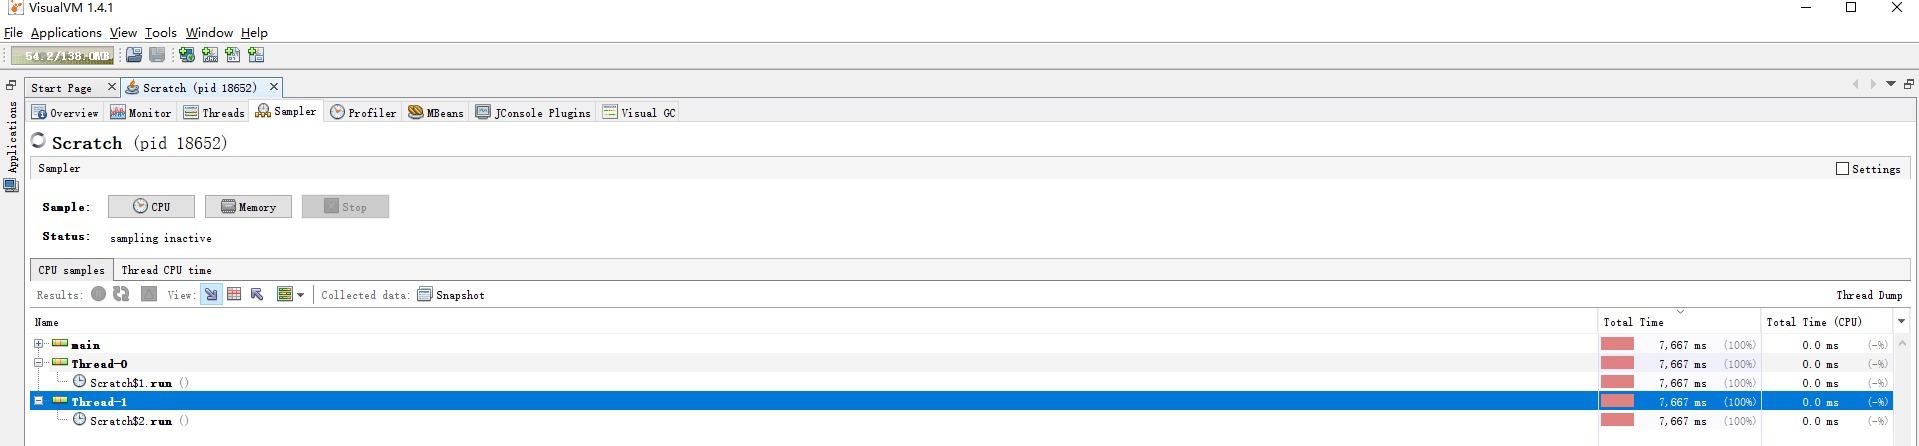 VisualVM 1.4.1
File Applications View Tools Window Help
54.2/138.0MB
Start Page Scratch (pid 18652)
Applications
Overview Monitor Threads Sampler Profiler MBeans JConsole Plugins Visual GC
Scratch (pid 18652)
Sampler Settings
Sample: CPU Memory Stop
Status: sampling inactive
CPU samples Thread CPU time
Results: View: Collected data: Snapshot Thread Dump
Name Total Time Total Time (CPU)
main 7,667 ms (100%) 0.0 ms (-%)
Thread-0 7,667 ms (100%) 0.0 ms (-%)
Scratch$1.run () 7,667 ms (100%) 0.0 ms (-%)
Thread-1 7,667 ms (100%) 0.0 ms (-%)
Scratch$2.run () 7,667 ms (100%) 0.0 ms (-%)